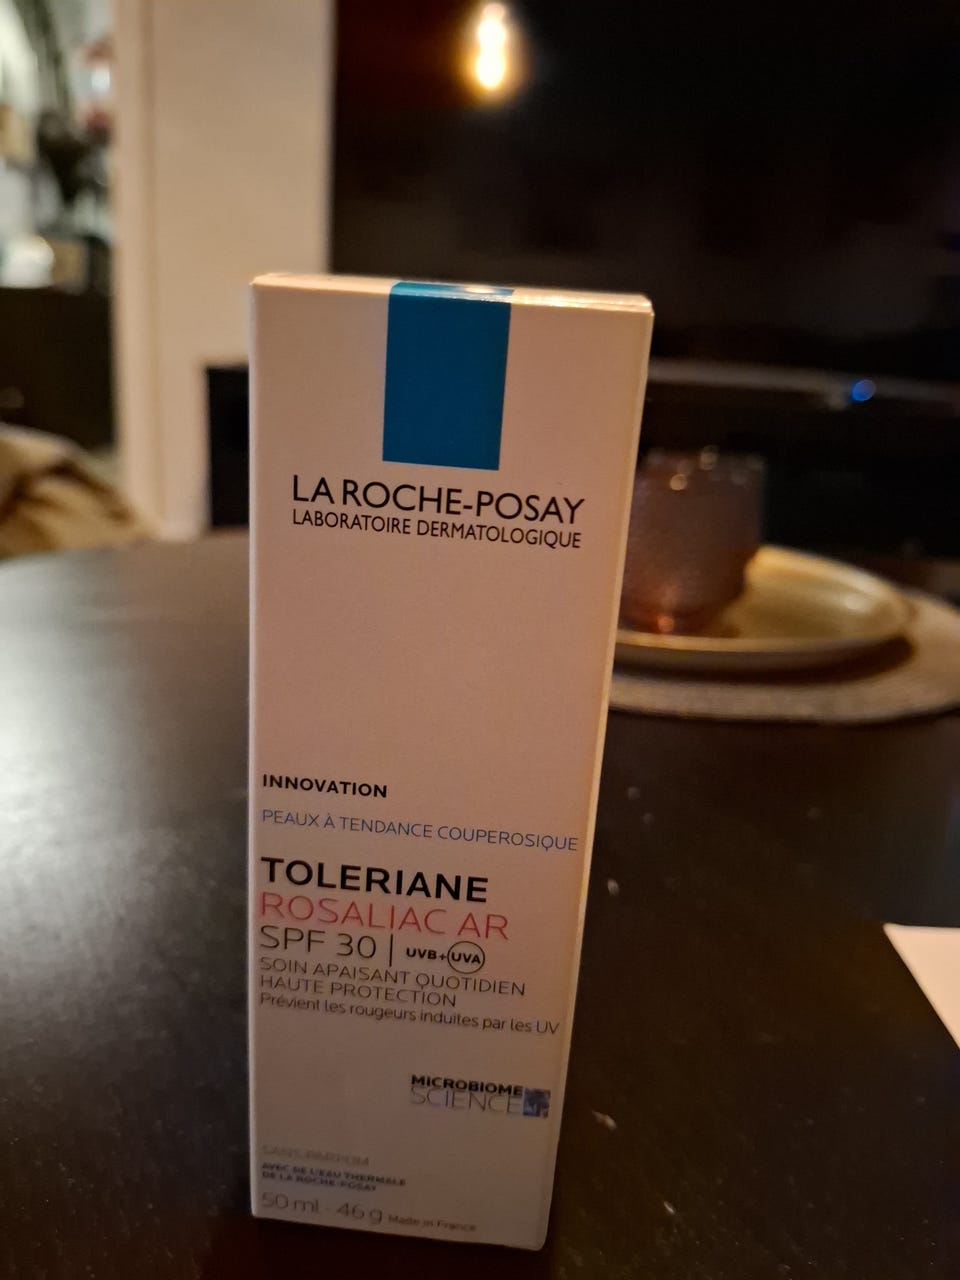 LA ROCHE-POSAY
LABORATOIRE DERMATOLOGIQUE
INNOVATION
PEAUX À TENDANCE COUPEROSIQUE
TOLERIANE
ROSALIAC AR
SPF 30 | UVB+UVA
SOIN APAISANT QUOTIDIEN
HAUTE PROTECTION
Prévient les rougeurs induites par les UV
MICROBIOME
SCIENCE
SANS PARFUM
AVEC DE L'EAU THERMALE
DE LA ROCHE-POSAY
50 ml - 46 g Made in France